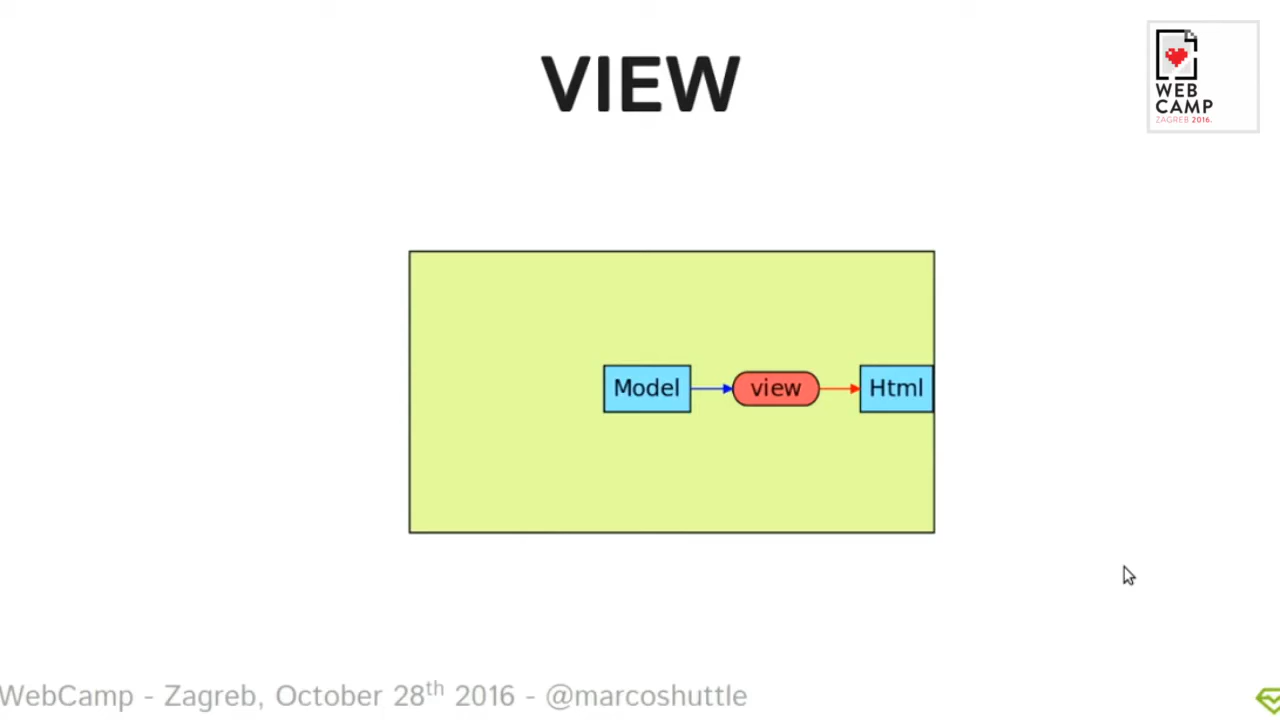 VIEW
WEB
CAMP
ZAGREB 2016.
Model
view
Html
WebCamp - Zagreb, October 28th 2016 - @marcoshuttle